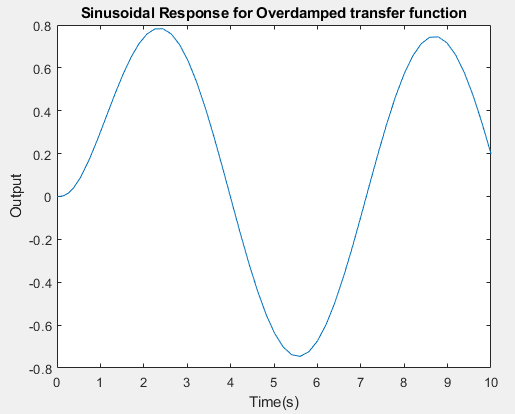 Sinusoidal Response for Overdamped transfer function
0.8
0.6
0.4
0.2
0
-0.2
-0.4
-0.6
-0.8
Output
0 1 2 3 4 5 6 7 8 9 10
Time(s)